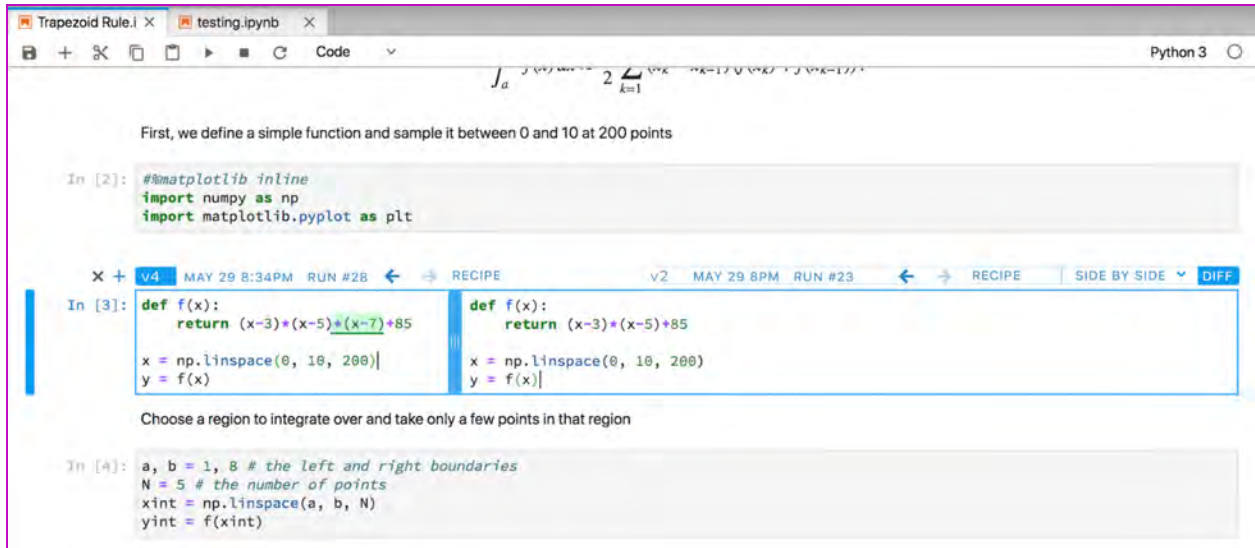 Trapezoid Rule.i × testing.ipynb ×
Code Python 3
2 k=1
First, we define a simple function and sample it between 0 and 10 at 200 points
In [2]: #%matplotlib inline
import numpy as np
import matplotlib.pyplot as plt
× + v4 MAY 29 8:34PM RUN #28 ← → RECIPE v2 MAY 29 8PM RUN #23 ← → RECIPE SIDE BY SIDE DIFF
In [3]: def f(x): def f(x):
return (x-3)*(x-5)*(x-7)+85 return (x-3)*(x-5)+85
x = np.linspace(0, 10, 200) x = np.linspace(0, 10, 200)
y = f(x) y = f(x)
Choose a region to integrate over and take only a few points in that region
In [4]: a, b = 1, 8 # the left and right boundaries
N = 5 # the number of points
xint = np.linspace(a, b, N)
yint = f(xint)